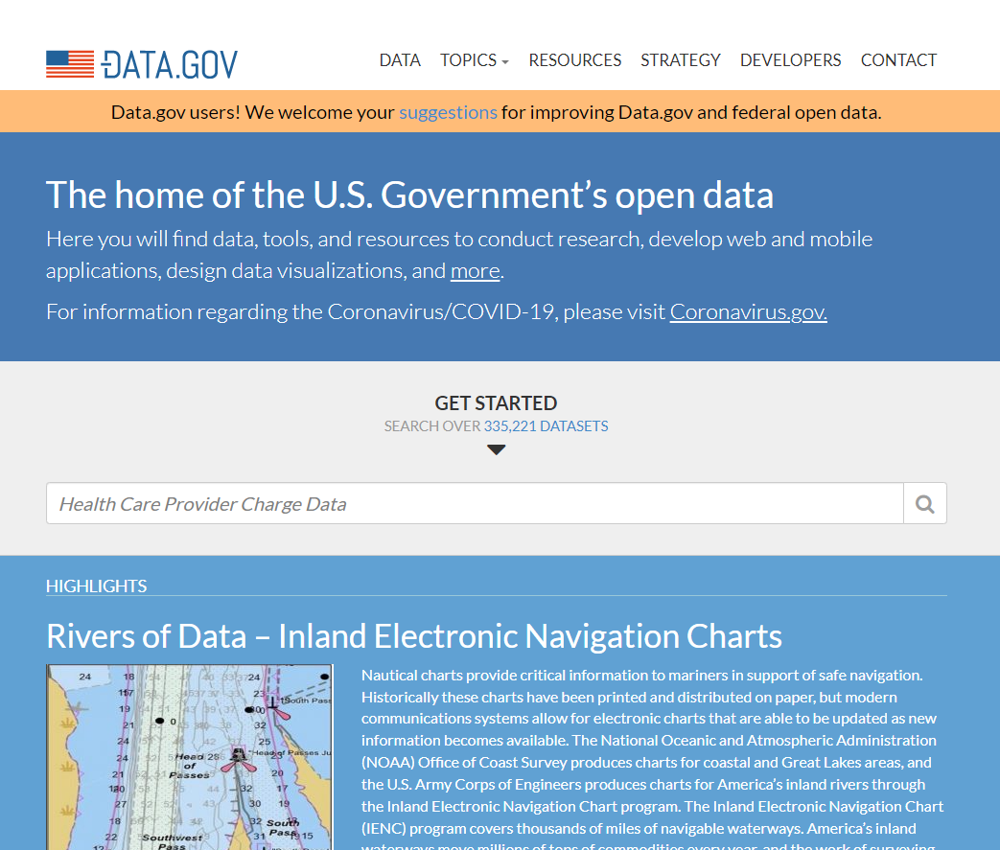 DATA.GOV
DATA TOPICS RESOURCES STRATEGY DEVELOPERS CONTACT
Data.gov users! We welcome your suggestions for improving Data.gov and federal open data.
The home of the U.S. Government’s open data
Here you will find data, tools, and resources to conduct research, develop web and mobile
applications, design data visualizations, and more.
For information regarding the Coronavirus/COVID-19, please visit Coronavirus.gov.
GET STARTED
SEARCH OVER 335,221 DATASETS
Health Care Provider Charge Data
HIGHLIGHTS
Rivers of Data – Inland Electronic Navigation Charts
South Pass
Head of Passes Ju
Head
of
Passes
South
Pass
Southwest
Pass
Nautical charts provide critical information to mariners in support of safe navigation.
Historically these charts have been printed and distributed on paper, but modern
communications systems allow for electronic charts that are able to be updated as new
information becomes available. The National Oceanic and Atmospheric Administration
(NOAA) Office of Coast Survey produces charts for coastal and Great Lakes areas, and
the U.S. Army Corps of Engineers produces charts for America’s inland rivers through
the Inland Electronic Navigation Chart program. The Inland Electronic Navigation Chart
(IENC) program covers thousands of miles of navigable waterways. America’s inland
waterways move millions of tons of commodities every year, and the work of surveying